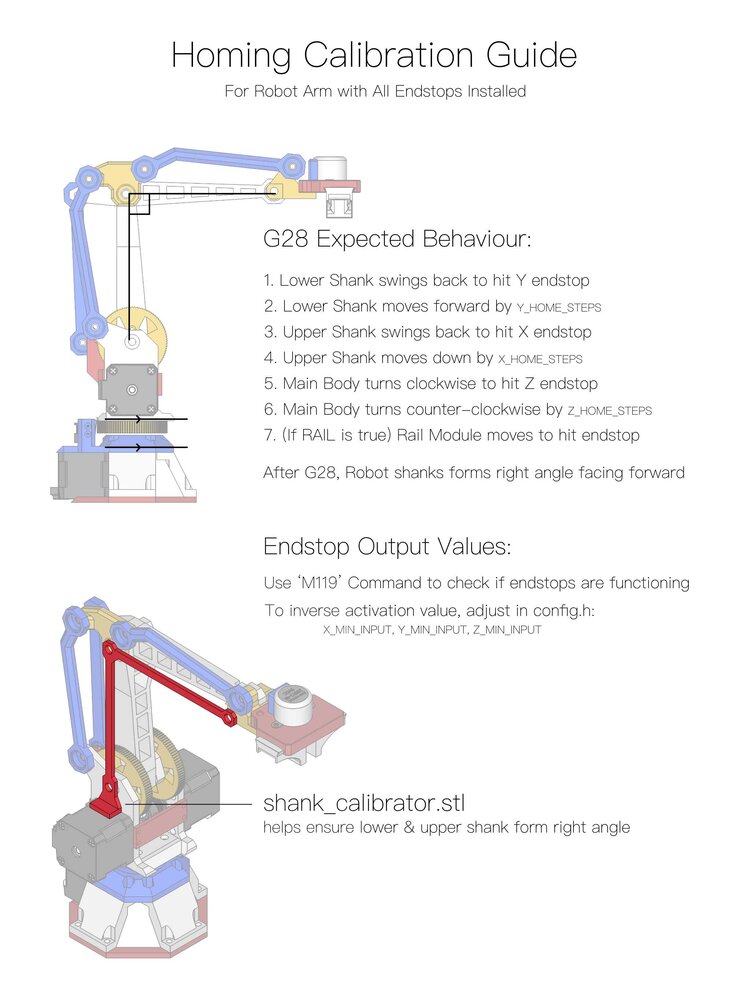 Homing Calibration Guide
For Robot Arm with All Endstops Installed
G28 Expected Behaviour:
1. Lower Shank swings back to hit Y endstop
2. Lower Shank moves forward by Y_HOME_STEPS
3. Upper Shank swings back to hit X endstop
4. Upper Shank moves down by X_HOME_STEPS
5. Main Body turns clockwise to hit Z endstop
6. Main Body turns counter-clockwise by Z_HOME_STEPS
7. (If RAIL is true) Rail Module moves to hit endstop
After G28, Robot shanks forms right angle facing forward
Endstop Output Values:
Use ‘M119’ Command to check if endstops are functioning
To inverse activation value, adjust in config.h:
X_MIN_INPUT, Y_MIN_INPUT, Z_MIN_INPUT
shank_calibrator.stl
helps ensure lower & upper shank form right angle